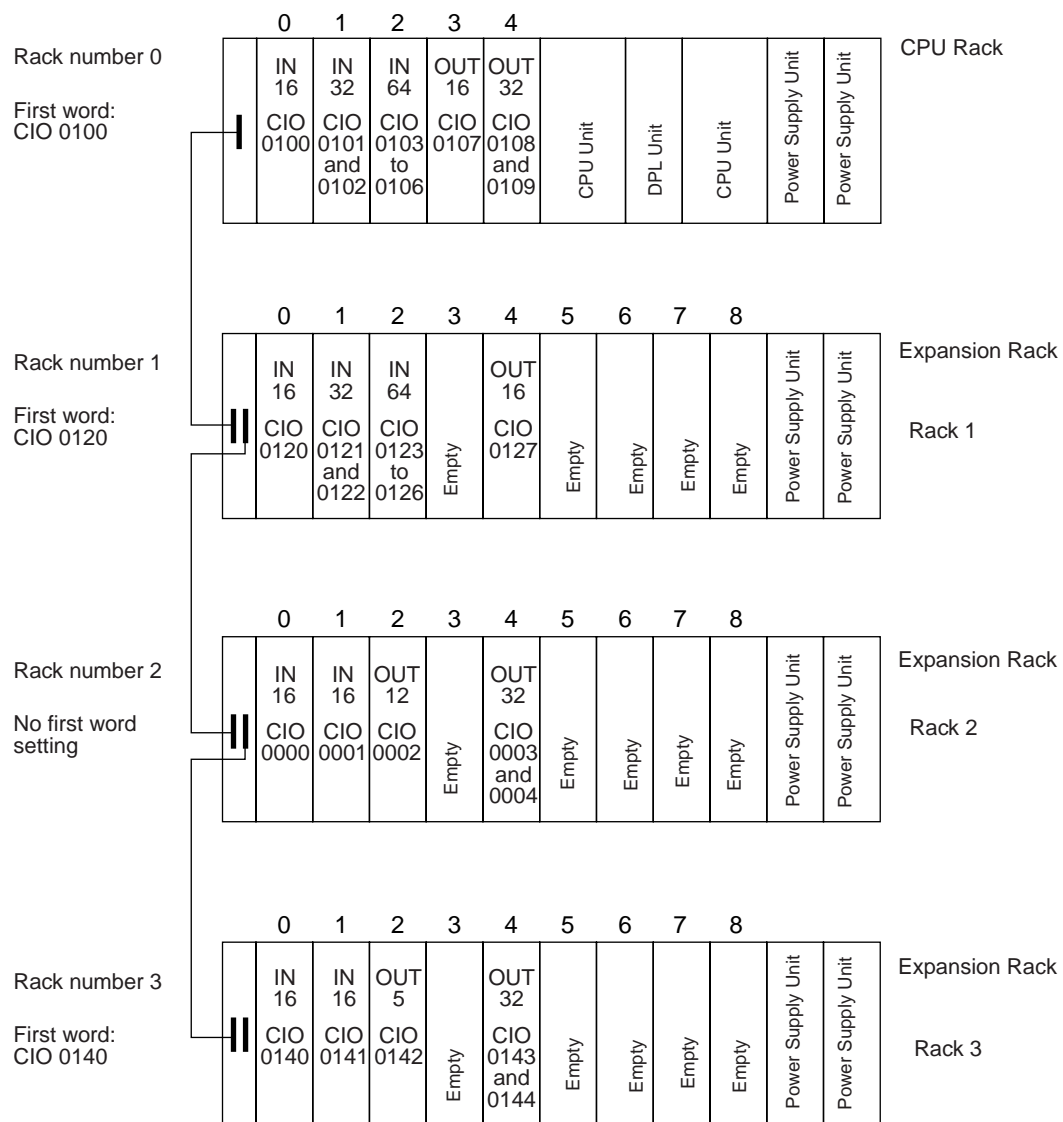 0 1 2 3 4
Rack number 0
First word:
CIO 0100
IN
16
CIO
0100
IN
32
CIO
0101
and
0102
IN
64
CIO
0103
to
0106
OUT
16
CIO
0107
OUT
32
CIO
0108
and
0109
CPU Unit
DPL Unit
CPU Unit
Power Supply Unit
Power Supply Unit
CPU Rack
0 1 2 3 4 5 6 7 8
Rack number 1
First word:
CIO 0120
IN
16
CIO
0120
IN
32
CIO
0121
and
0122
IN
64
CIO
0123
to
0126
Empty
OUT
16
CIO
0127
Empty
Empty
Empty
Empty
Power Supply Unit
Power Supply Unit
Expansion Rack
Rack 1
0 1 2 3 4 5 6 7 8
Rack number 2
No first word
setting
IN
16
CIO
0000
IN
16
CIO
0001
OUT
12
CIO
0002
Empty
OUT
32
CIO
0003
and
0004
Empty
Empty
Empty
Empty
Power Supply Unit
Power Supply Unit
Expansion Rack
Rack 2
0 1 2 3 4 5 6 7 8
Rack number 3
First word:
CIO 0140
IN
16
CIO
0140
IN
16
CIO
0141
OUT
5
CIO
0142
Empty
OUT
32
CIO
0143
and
0144
Empty
Empty
Empty
Empty
Power Supply Unit
Power Supply Unit
Expansion Rack
Rack 3